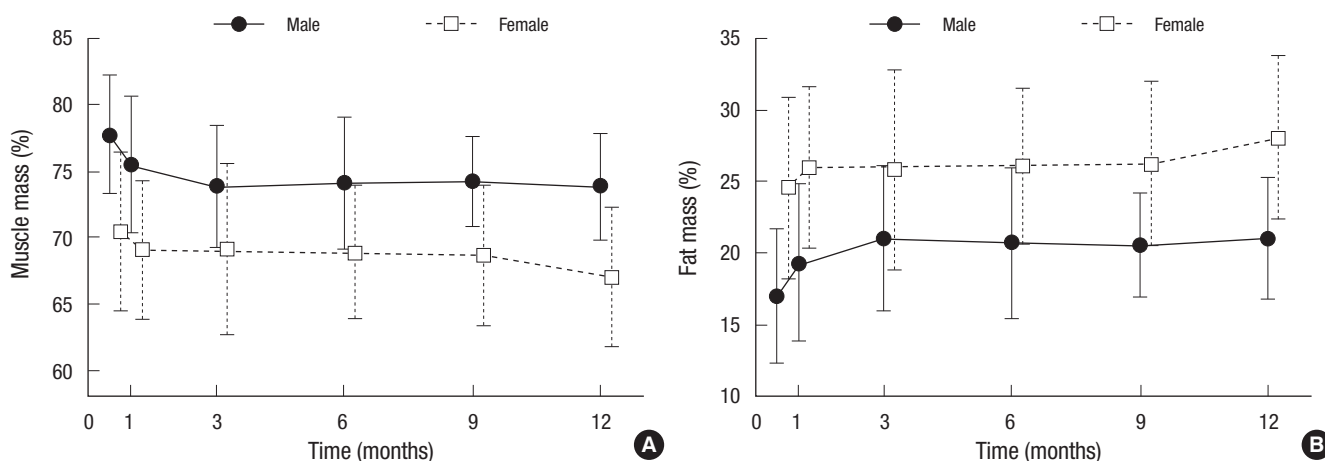 Male Female
85
80
75
70
65
60
Muscle mass (%)
0 1 3 6 9 12
Time (months)
A
Male Female
35
30
25
20
15
10
Fat mass (%)
0 1 3 6 9 12
Time (months)
B